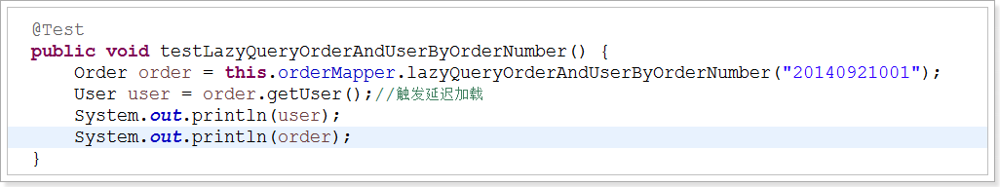 @Test
public void testLazyQueryOrderAndUserByOrderNumber() {
    Order order = this.orderMapper.lazyQueryOrderAndUserByOrderNumber("20140921001");
    User user = order.getUser();//触发延迟加载
    System.out.println(user);
    System.out.println(order);
}